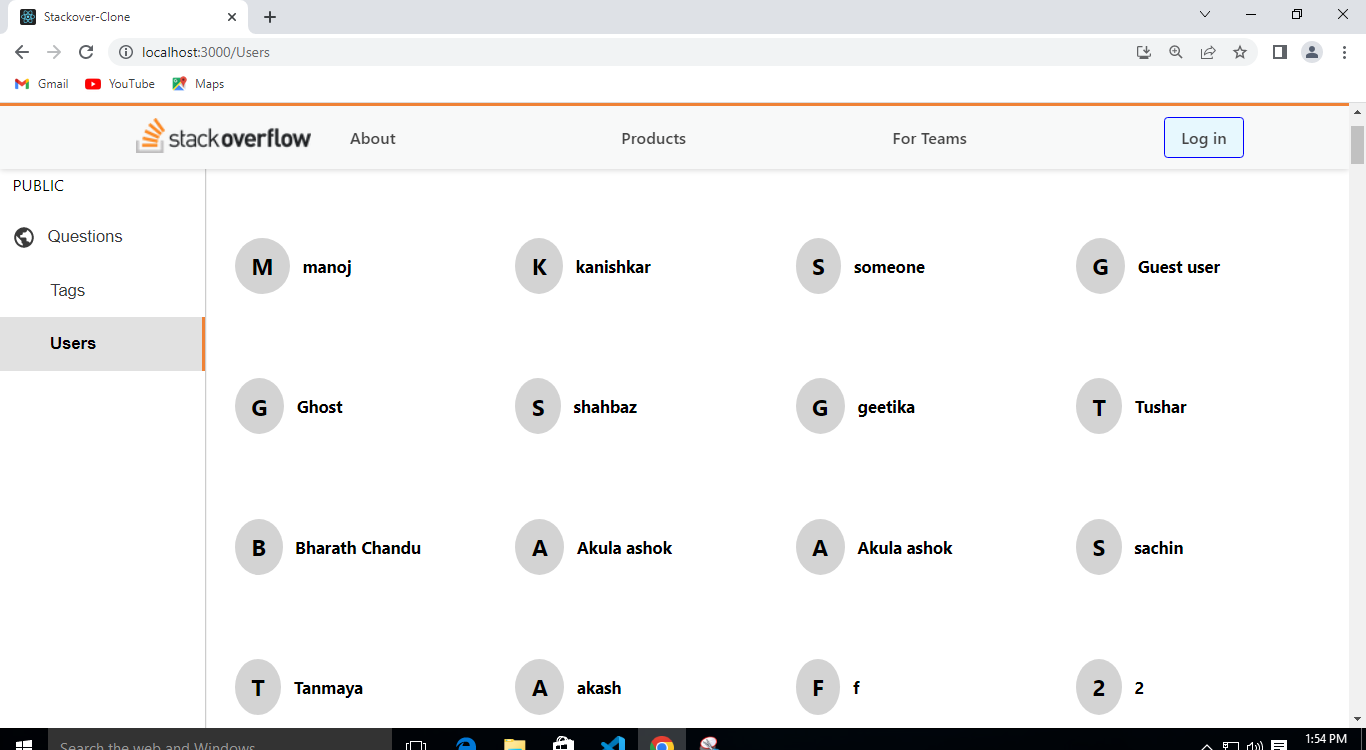 Stackover-Clone
localhost:3000/Users
Gmail YouTube Maps
stackoverflow About Products For Teams Log in
PUBLIC
Questions
Tags
Users
M manoj K kanishkar S someone G Guest user
G Ghost S shahbaz G geetika T Tushar
B Bharath Chandu A Akula ashok A Akula ashok S sachin
T Tanmaya A akash F f 2 2
Search the web and Windows 1:54 PM